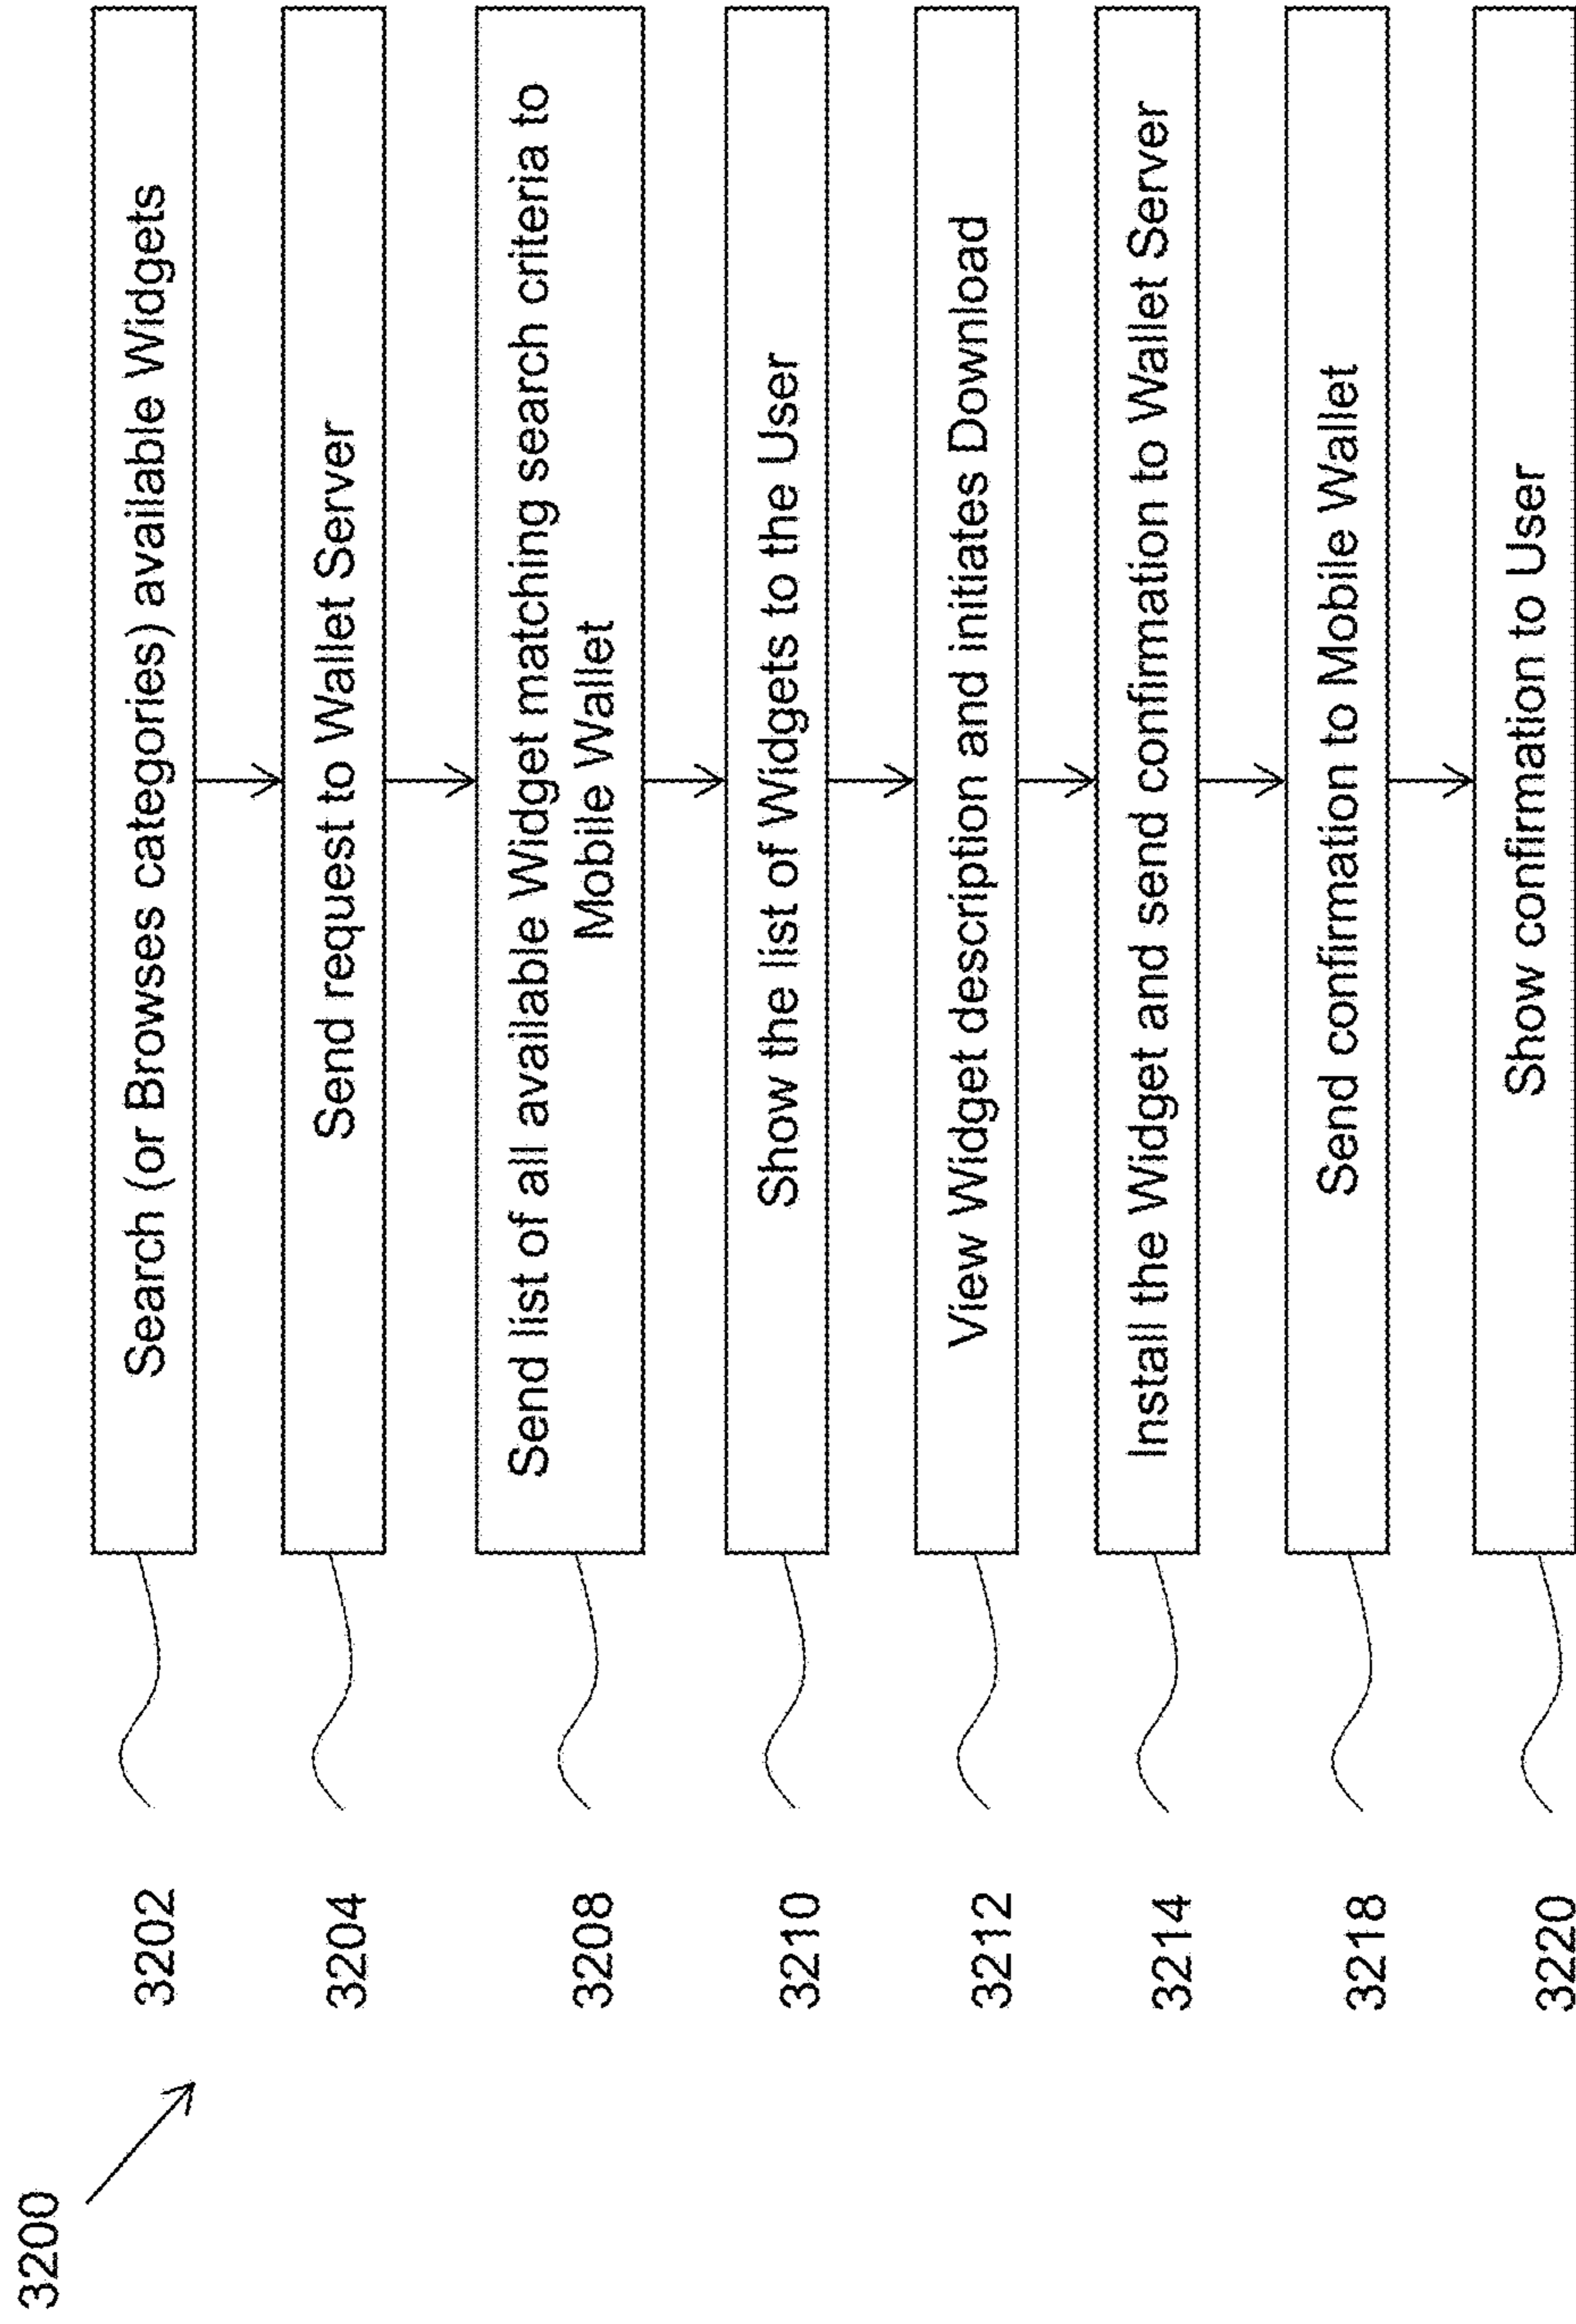 3200
3202
Search (or Browses categories) available Widgets
3204
Send request to Wallet Server
3208
Send list of all available Widget matching search criteria to
Mobile Wallet
3210
Show the list of Widgets to the User
3212
View Widget description and initiates Download
3214
Install the Widget and send confirmation to Wallet Server
3218
Send confirmation to Mobile Wallet
3220
Show confirmation to User